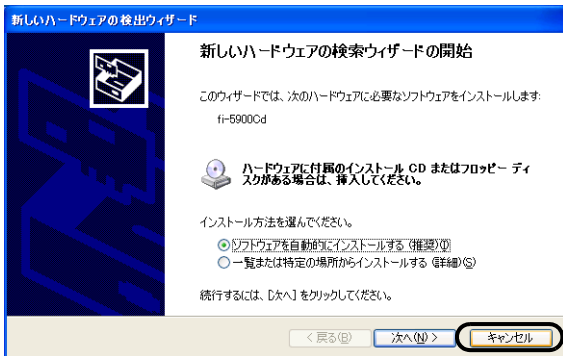 新しいハードウェアの検出ウィザード
新しいハードウェアの検索ウィザードの開始
このウィザードでは、次のハードウェアに必要なソフトウェアをインストールします:
fi-5900Cd
ハードウェアに付属のインストール CD またはフロッピー ディ
スクがある場合は、挿入してください。
インストール方法を選んでください。
ソフトウェアを自動的にインストールする (推奨)(I)
一覧または特定の場所からインストールする (詳細)(S)
続行するには、[次へ] をクリックしてください。
< 戻る(B) 次へ(N) > キャンセル